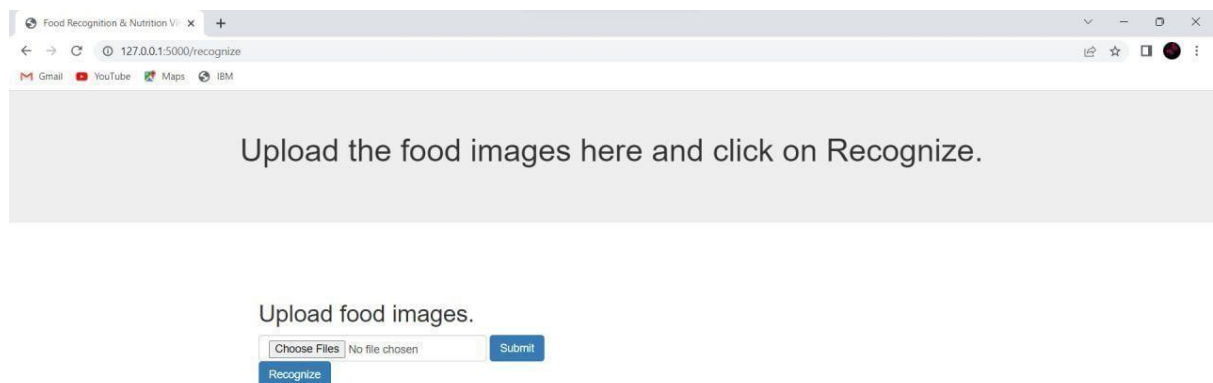 Food Recognition & Nutrition Vi
127.0.0.1:5000/recognize
Gmail YouTube Maps IBM
Upload the food images here and click on Recognize.
Upload food images.
Choose Files No file chosen Submit
Recognize